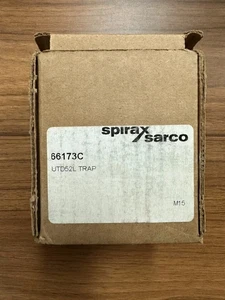 spirax
sarco
66173C
UTD52L TRAP
M15